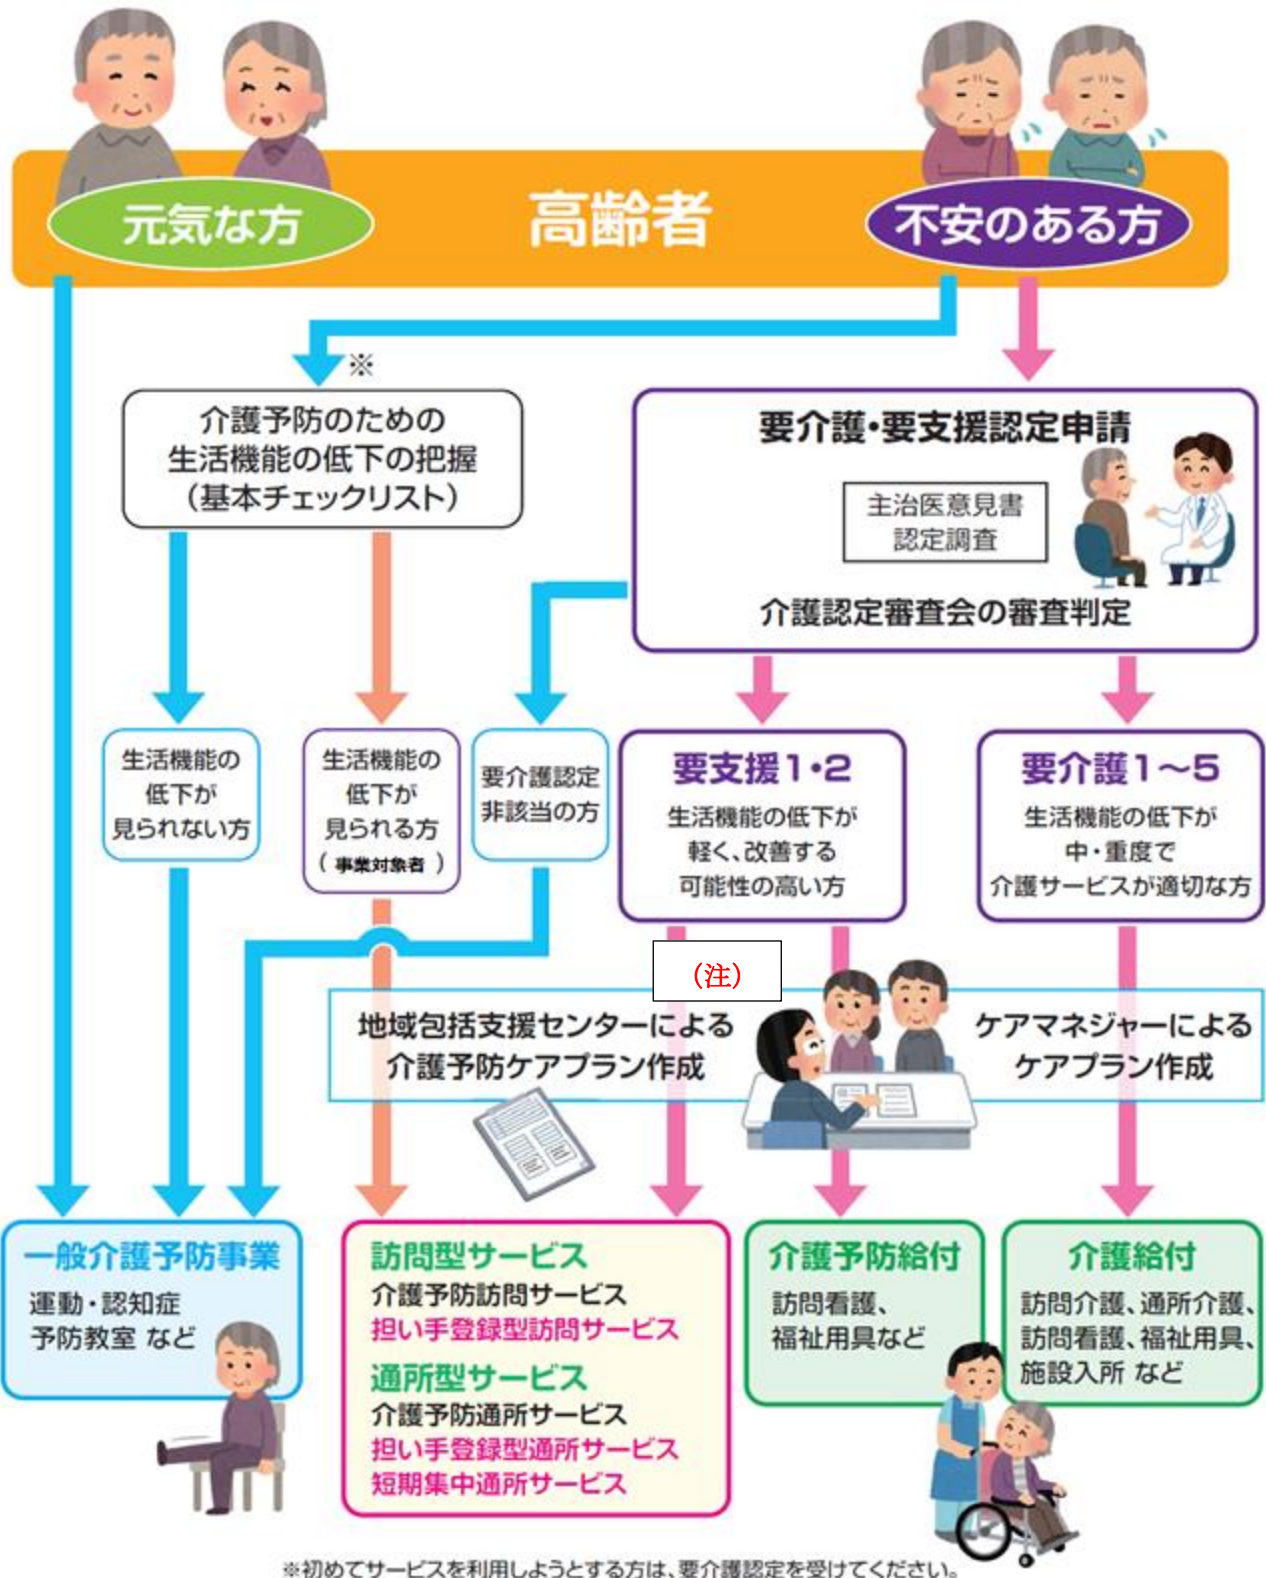 元気な方
高齢者
不安のある方
※
介護予防のための
生活機能の低下の把握
（基本チェックリスト）
要介護・要支援認定申請
主治医意見書
認定調査
介護認定審査会の審査判定
生活機能の
低下が
見られない方
生活機能の
低下が
見られる方
（ 事業対象者 ）
要介護認定
非該当の方
要支援1・2
生活機能の低下が
軽く、改善する
可能性の高い方
要介護1～5
生活機能の低下が
中・重度で
介護サービスが適切な方
（注）
地域包括支援センターによる
介護予防ケアプラン作成
ケアマネジャーによる
ケアプラン作成
一般介護予防事業
運動・認知症
予防教室 など
訪問型サービス
介護予防訪問サービス
担い手登録型訪問サービス
通所型サービス
介護予防通所サービス
担い手登録型通所サービス
短期集中通所サービス
介護予防給付
訪問看護、
福祉用具など
介護給付
訪問介護、通所介護、
訪問看護、福祉用具、
施設入所 など
※初めてサービスを利用しようとする方は、要介護認定を受けてください。